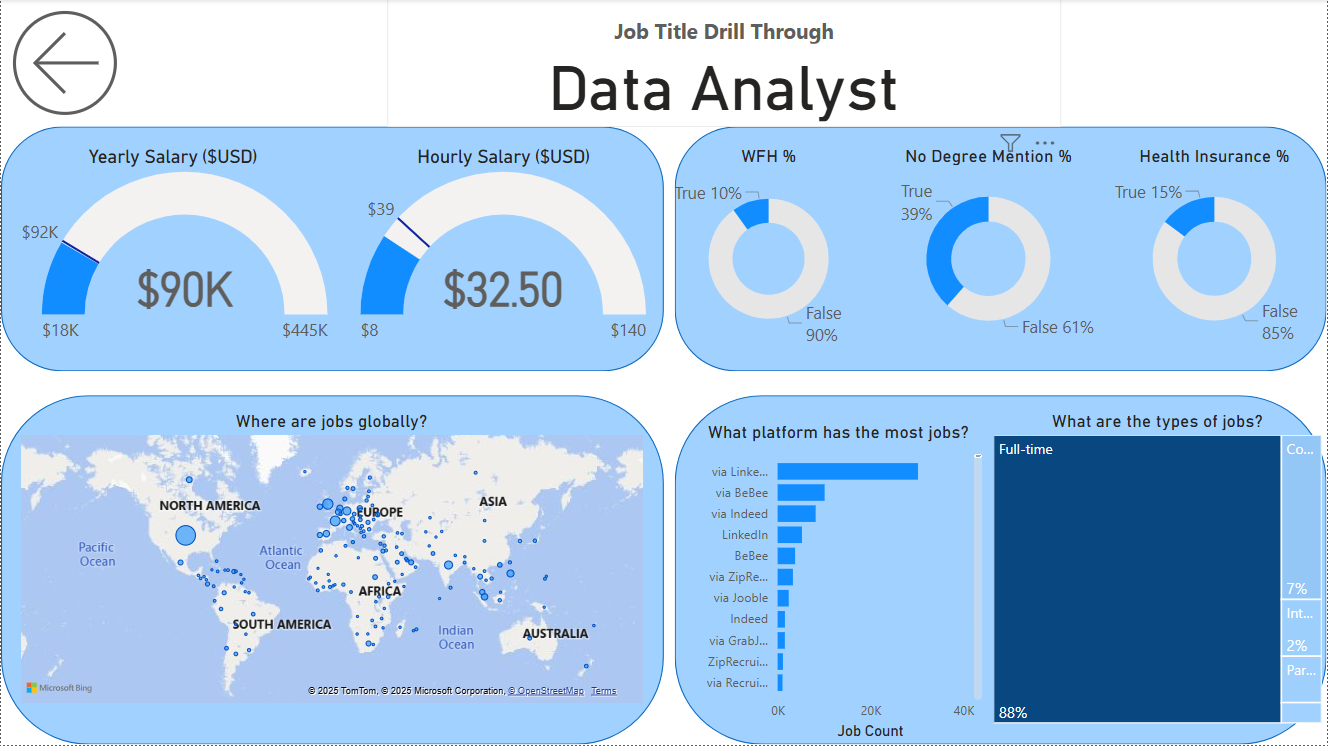 Job Title Drill Through
Data Analyst
Yearly Salary ($USD)
$92K
$90K
$18K
$445K
Hourly Salary ($USD)
$39
$32.50
$8
$140
WFH %
True 10%
False
90%
No Degree Mention %
True
39%
False 61%
Health Insurance %
True 15%
False
85%
Where are jobs globally?
NORTH AMERICA
EUROPE
ASIA
Pacific
Ocean
Atlantic
Ocean
AFRICA
SOUTH AMERICA
Indian
Ocean
AUSTRALIA
Microsoft Bing
© 2025 TomTom, © 2025 Microsoft Corporation, © OpenStreetMap Terms
What platform has the most jobs?
via Linke...
via BeBee
via Indeed
LinkedIn
BeBee
via ZipRe...
via Jooble
Indeed
via GrabJ...
ZipRecrui...
via Recrui...
0K
20K
40K
Job Count
What are the types of jobs?
Full-time
88%
Co...
7%
Int...
2%
Par...